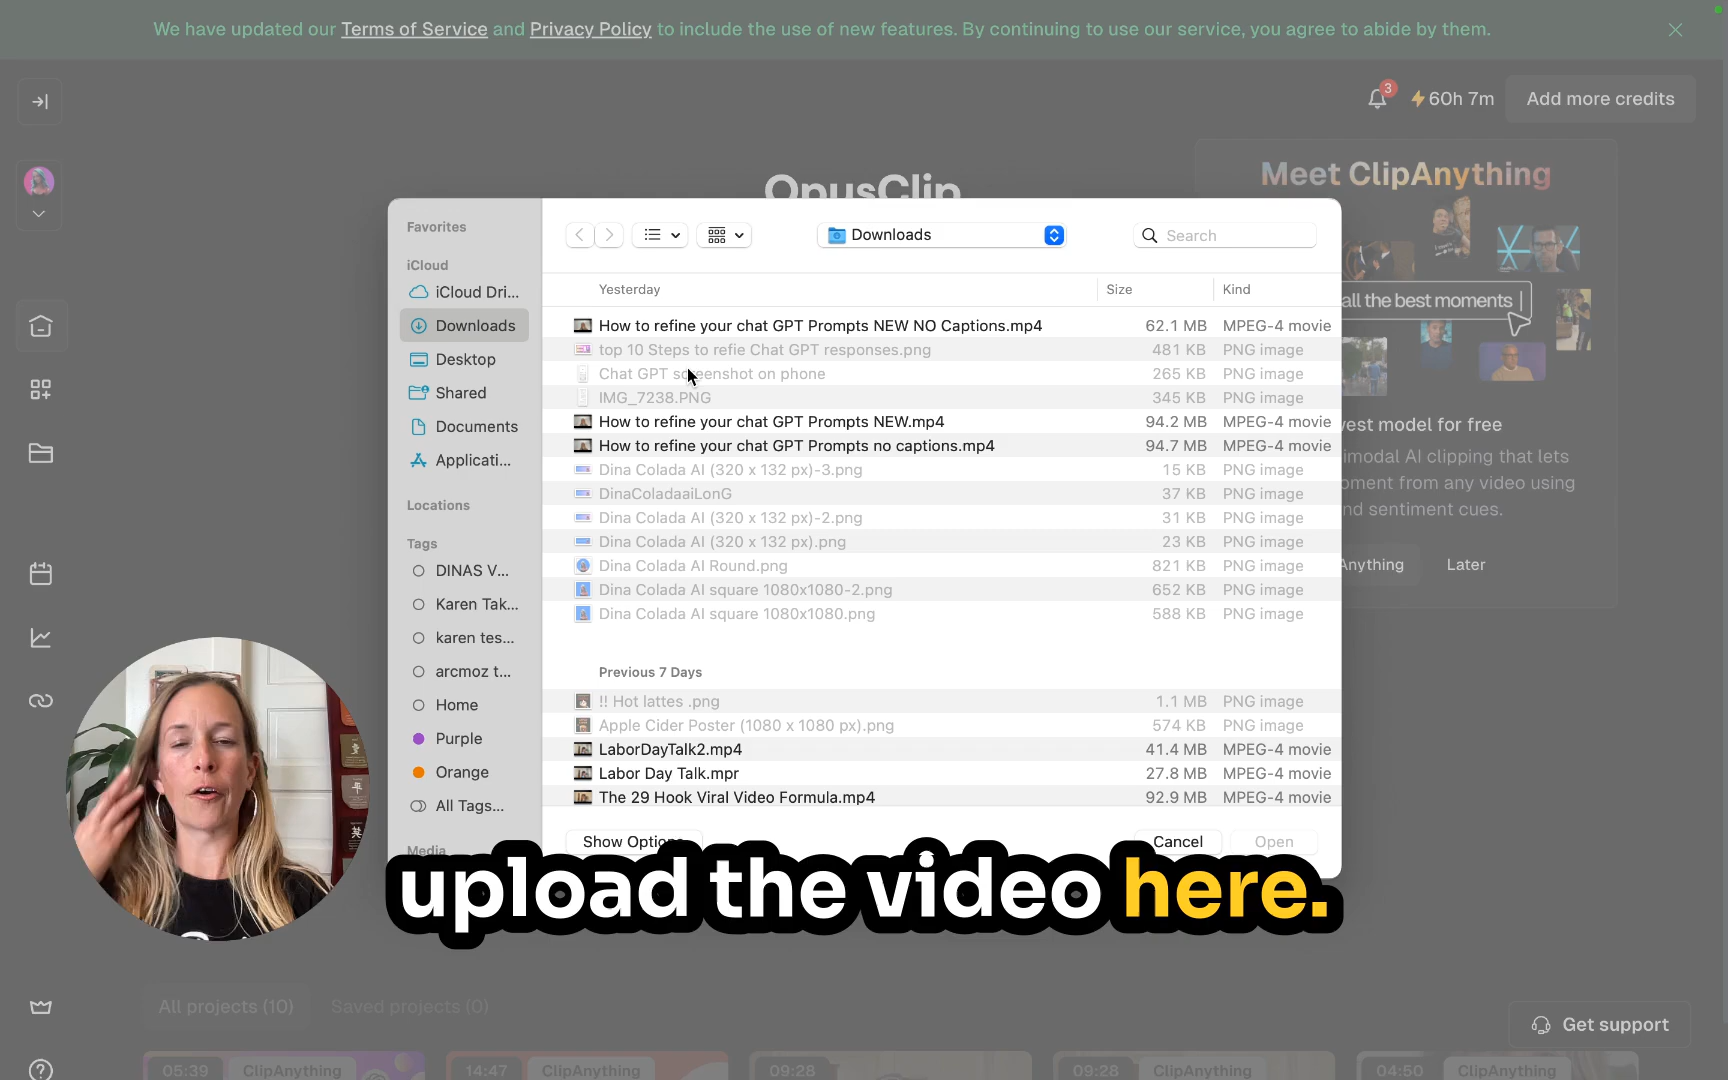 We have updated our Terms of Service and Privacy Policy to include the use of new features. By continuing to use our service, you agree to abide by them.
3
60h 7m
Add more credits
OpusClip
Meet ClipAnything
all the best moments
est model for free
imodal AI clipping that lets
oment from any video using
nd sentiment cues.
Anything
Later
Favorites
iCloud
iCloud Dri...
Downloads
Desktop
Shared
Documents
Applicati...
Locations
Tags
DINAS V...
Karen Tak...
karen tes...
arcmoz t...
Home
Purple
Orange
All Tags...
Media
Downloads
Search
Yesterday Size Kind
How to refine your chat GPT Prompts NEW NO Captions.mp4 62.1 MB MPEG-4 movie
top 10 Steps to refie Chat GPT responses.png 481 KB PNG image
Chat GPT screenshot on phone 265 KB PNG image
IMG_7238.PNG 345 KB PNG image
How to refine your chat GPT Prompts NEW.mp4 94.2 MB MPEG-4 movie
How to refine your chat GPT Prompts no captions.mp4 94.7 MB MPEG-4 movie
Dina Colada AI (320 x 132 px)-3.png 15 KB PNG image
DinaColadaaiLonG 37 KB PNG image
Dina Colada AI (320 x 132 px)-2.png 31 KB PNG image
Dina Colada AI (320 x 132 px).png 23 KB PNG image
Dina Colada AI Round.png 821 KB PNG image
Dina Colada AI square 1080x1080-2.png 652 KB PNG image
Dina Colada AI square 1080x1080.png 588 KB PNG image
Previous 7 Days
!! Hot lattes .png 1.1 MB PNG image
Apple Cider Poster (1080 x 1080 px).png 574 KB PNG image
LaborDayTalk2.mp4 41.4 MB MPEG-4 movie
Labor Day Talk.mpr 27.8 MB MPEG-4 movie
The 29 Hook Viral Video Formula.mp4 92.9 MB MPEG-4 movie
Show Options
Cancel
Open
upload the video here.
All projects (10)
Saved projects (0)
Get support
05:39 ClipAnything
14:47 ClipAnything
09:28
09:28 ClipAnything
04:50 ClipAnything